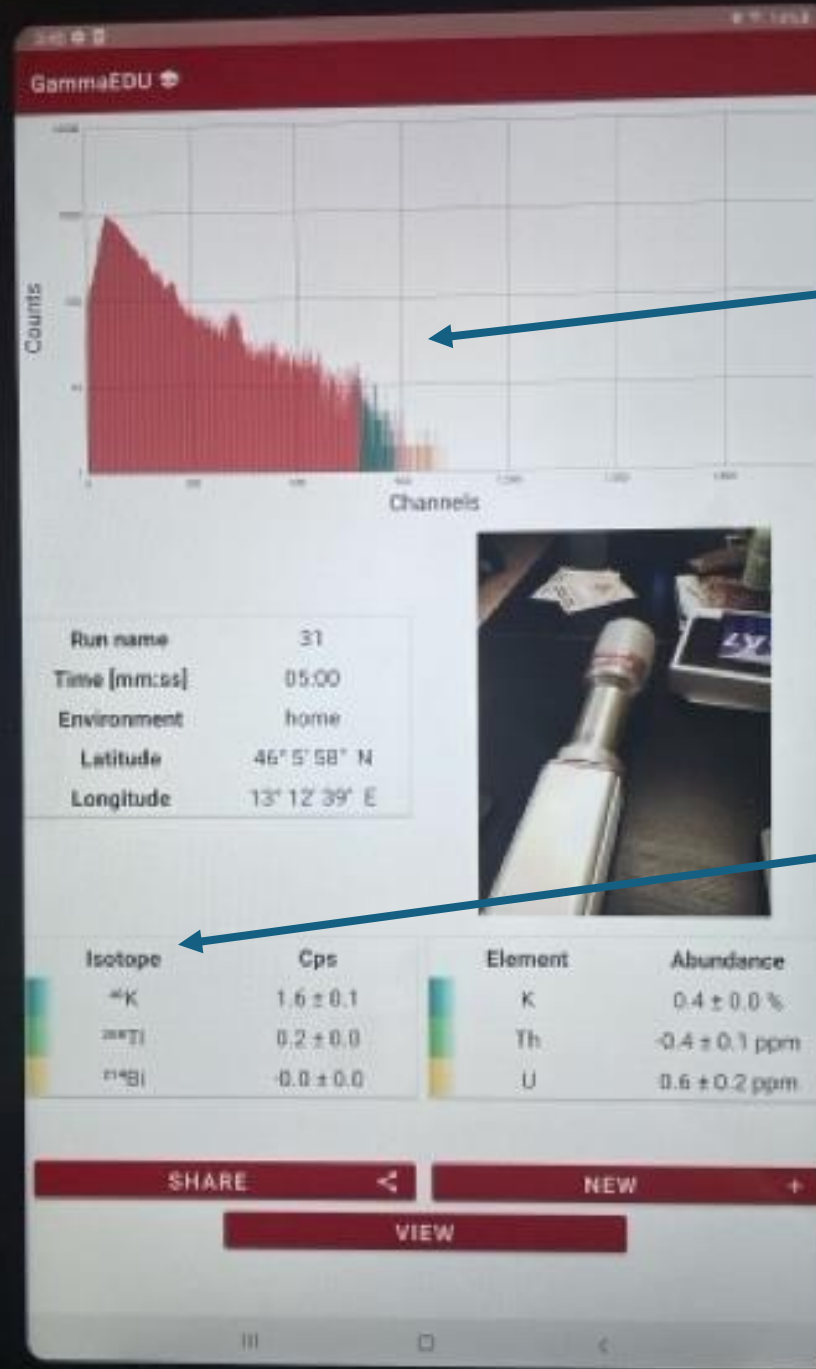 GammaEDU
Counts
Channels
Run name 31
Time [mm:ss] 05:00
Environment home
Latitude 46° 5' 58" N
Longitude 13° 12' 39" E
Isotope Cps
⁴⁰K 1.6 ± 0.1
²⁰⁸Tl 0.2 ± 0.0
²¹⁴Bi -0.0 ± 0.0
Element Abundance
K 0.4 ± 0.0 %
Th -0.4 ± 0.1 ppm
U 0.6 ± 0.2 ppm
SHARE
NEW +
VIEW